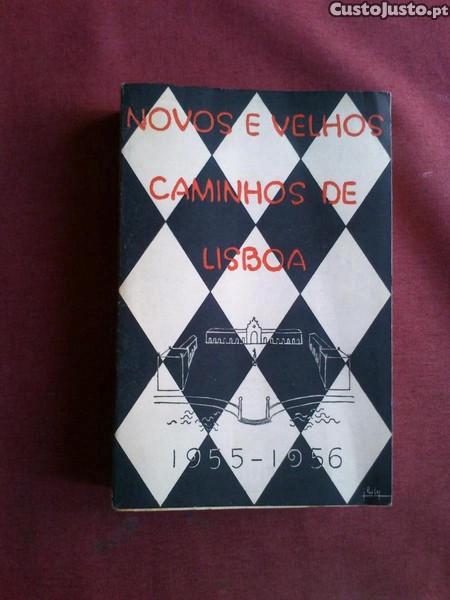 CustoJusto.pt
NOVOS E VELHOS
CAMINHOS DE
LISBOA
1955-1956